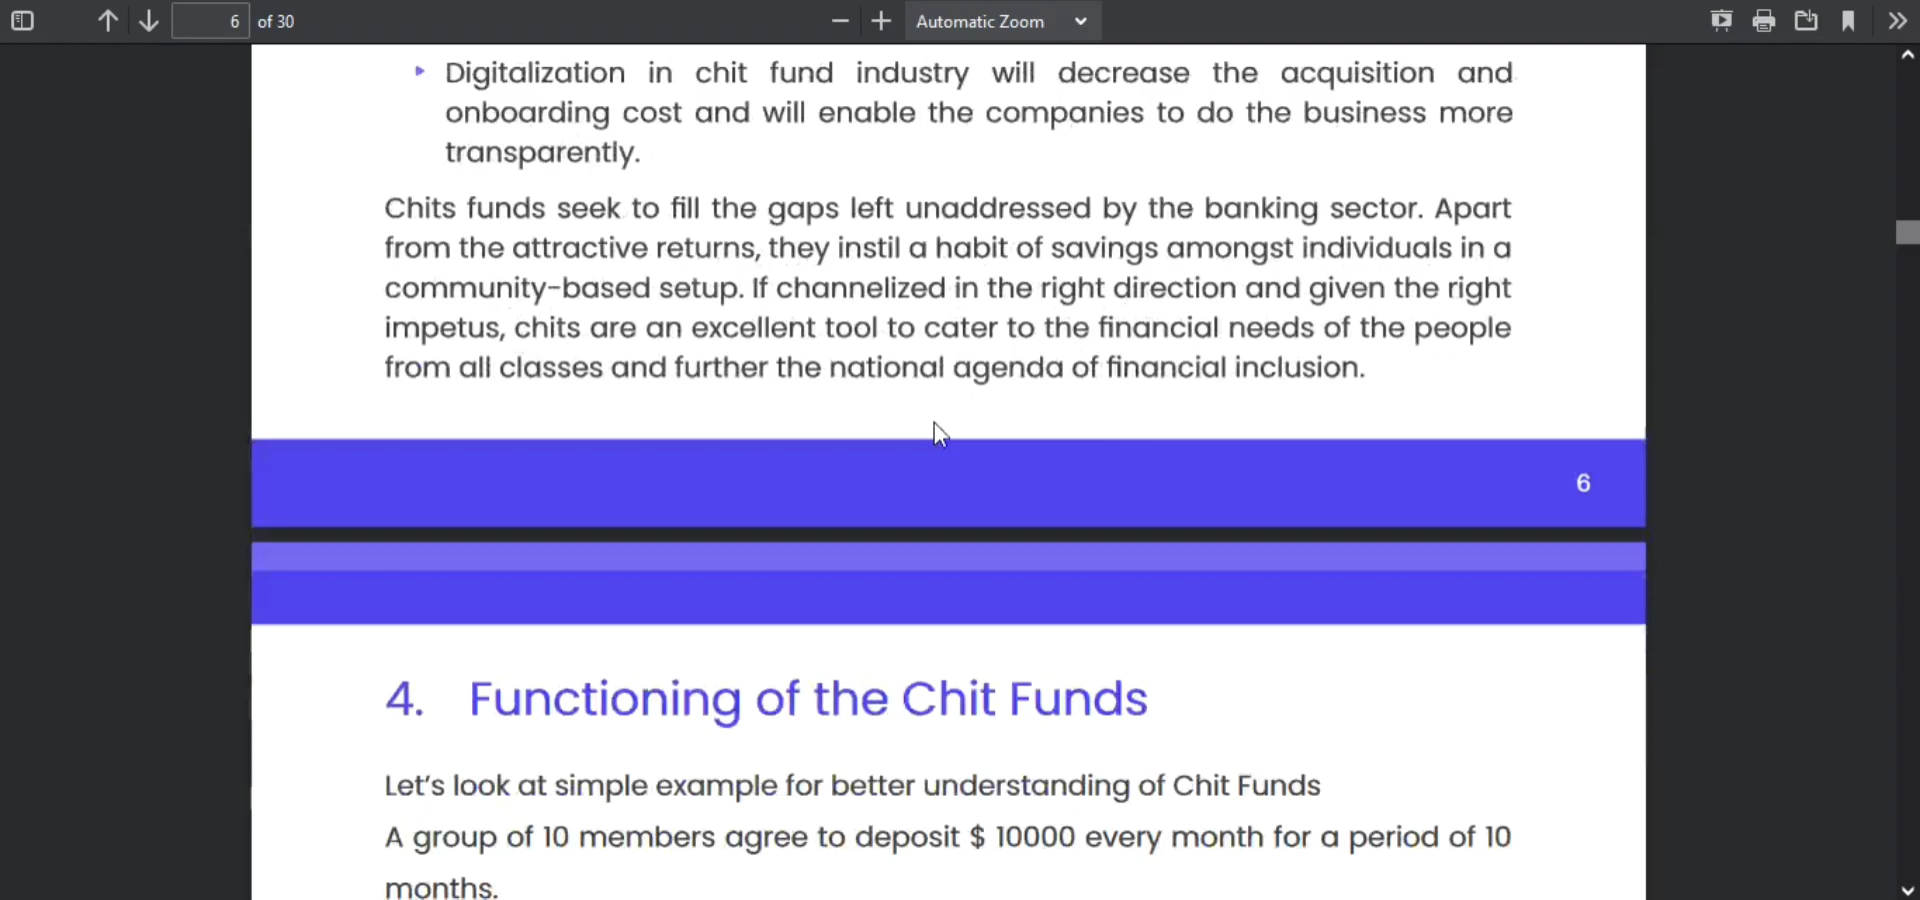 6 of 30
Automatic Zoom
Digitalization in chit fund industry will decrease the acquisition and
onboarding cost and will enable the companies to do the business more
transparently.
Chits funds seek to fill the gaps left unaddressed by the banking sector. Apart
from the attractive returns, they instil a habit of savings amongst individuals in a
community-based setup. If channelized in the right direction and given the right
impetus, chits are an excellent tool to cater to the financial needs of the people
from all classes and further the national agenda of financial inclusion.
6
4. Functioning of the Chit Funds
Let's look at simple example for better understanding of Chit Funds
A group of 10 members agree to deposit $ 10000 every month for a period of 10
months.